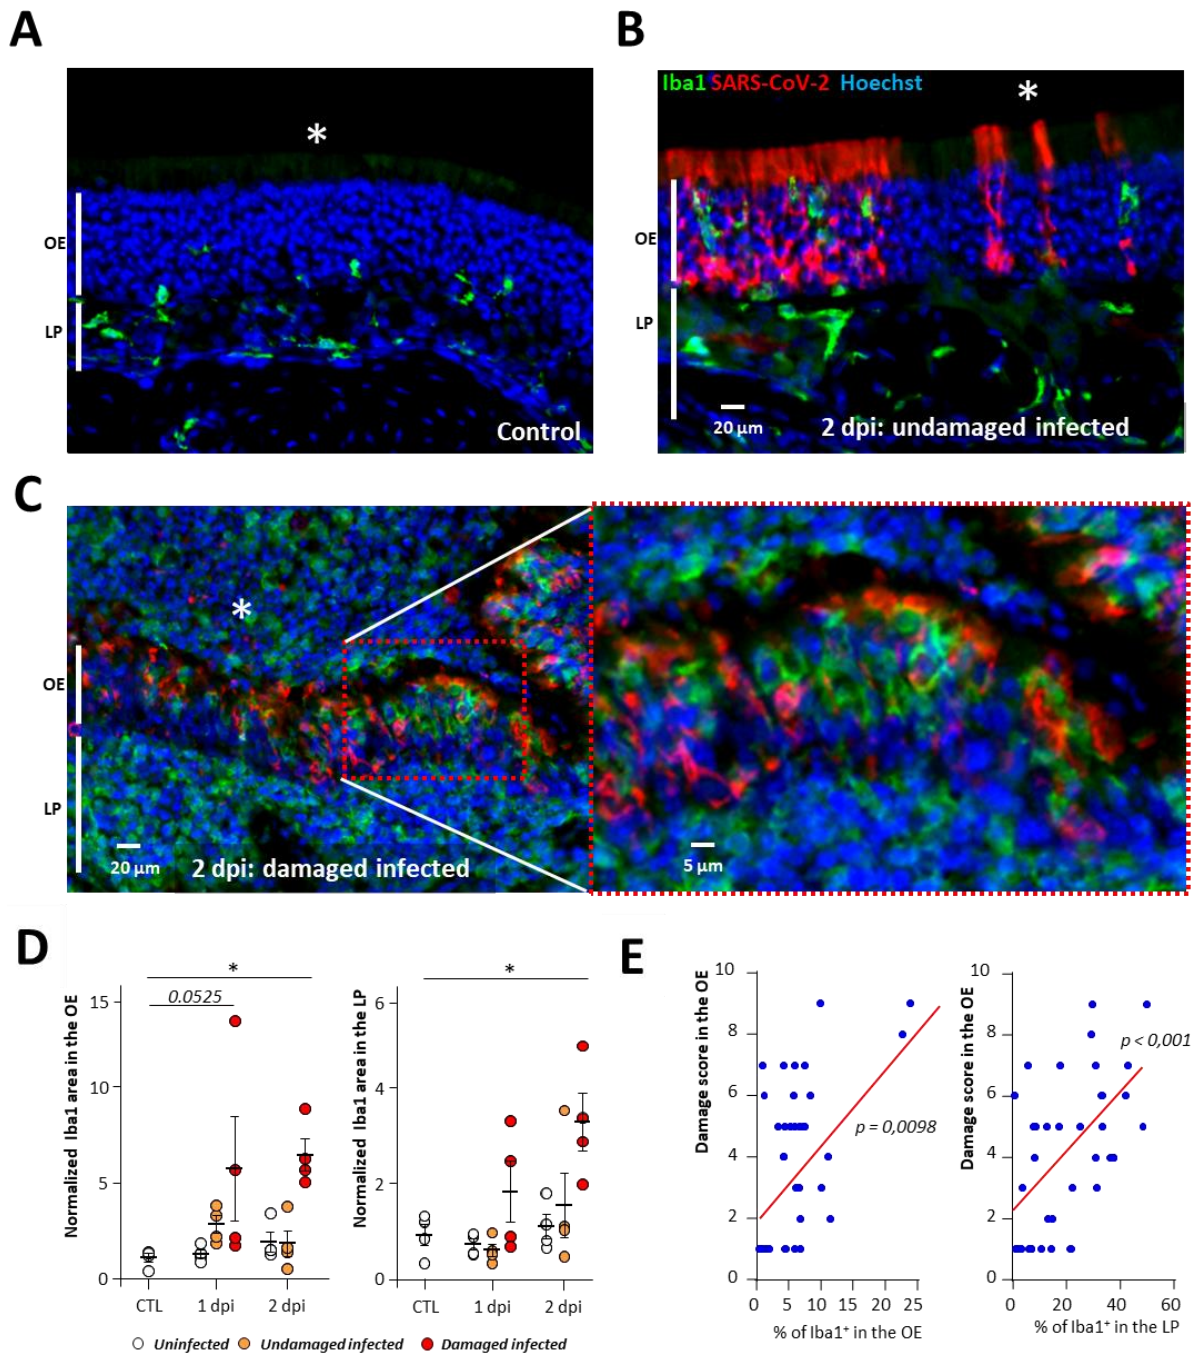 A
*
OE
LP
Control
B
Iba1 SARS-CoV-2 Hoechst
*
OE
LP
20 µm
2 dpi: undamaged infected
C
*
OE
LP
20 µm
2 dpi: damaged infected
5 µm
D
Normalized Iba1 area in the OE
15
10
5
0
*
0.0525
CTL
1 dpi
2 dpi
Normalized Iba1 area in the LP
6
4
2
0
*
CTL
1 dpi
2 dpi
Uninfected Undamaged infected Damaged infected
E
Damage score in the OE
10
8
6
4
2
0
p = 0,0098
0 5 10 15 20 25
% of Iba1⁺ in the OE
Damage score in the OE
10
8
6
4
2
0
p < 0,001
0 20 40 60
% of Iba1⁺ in the LP